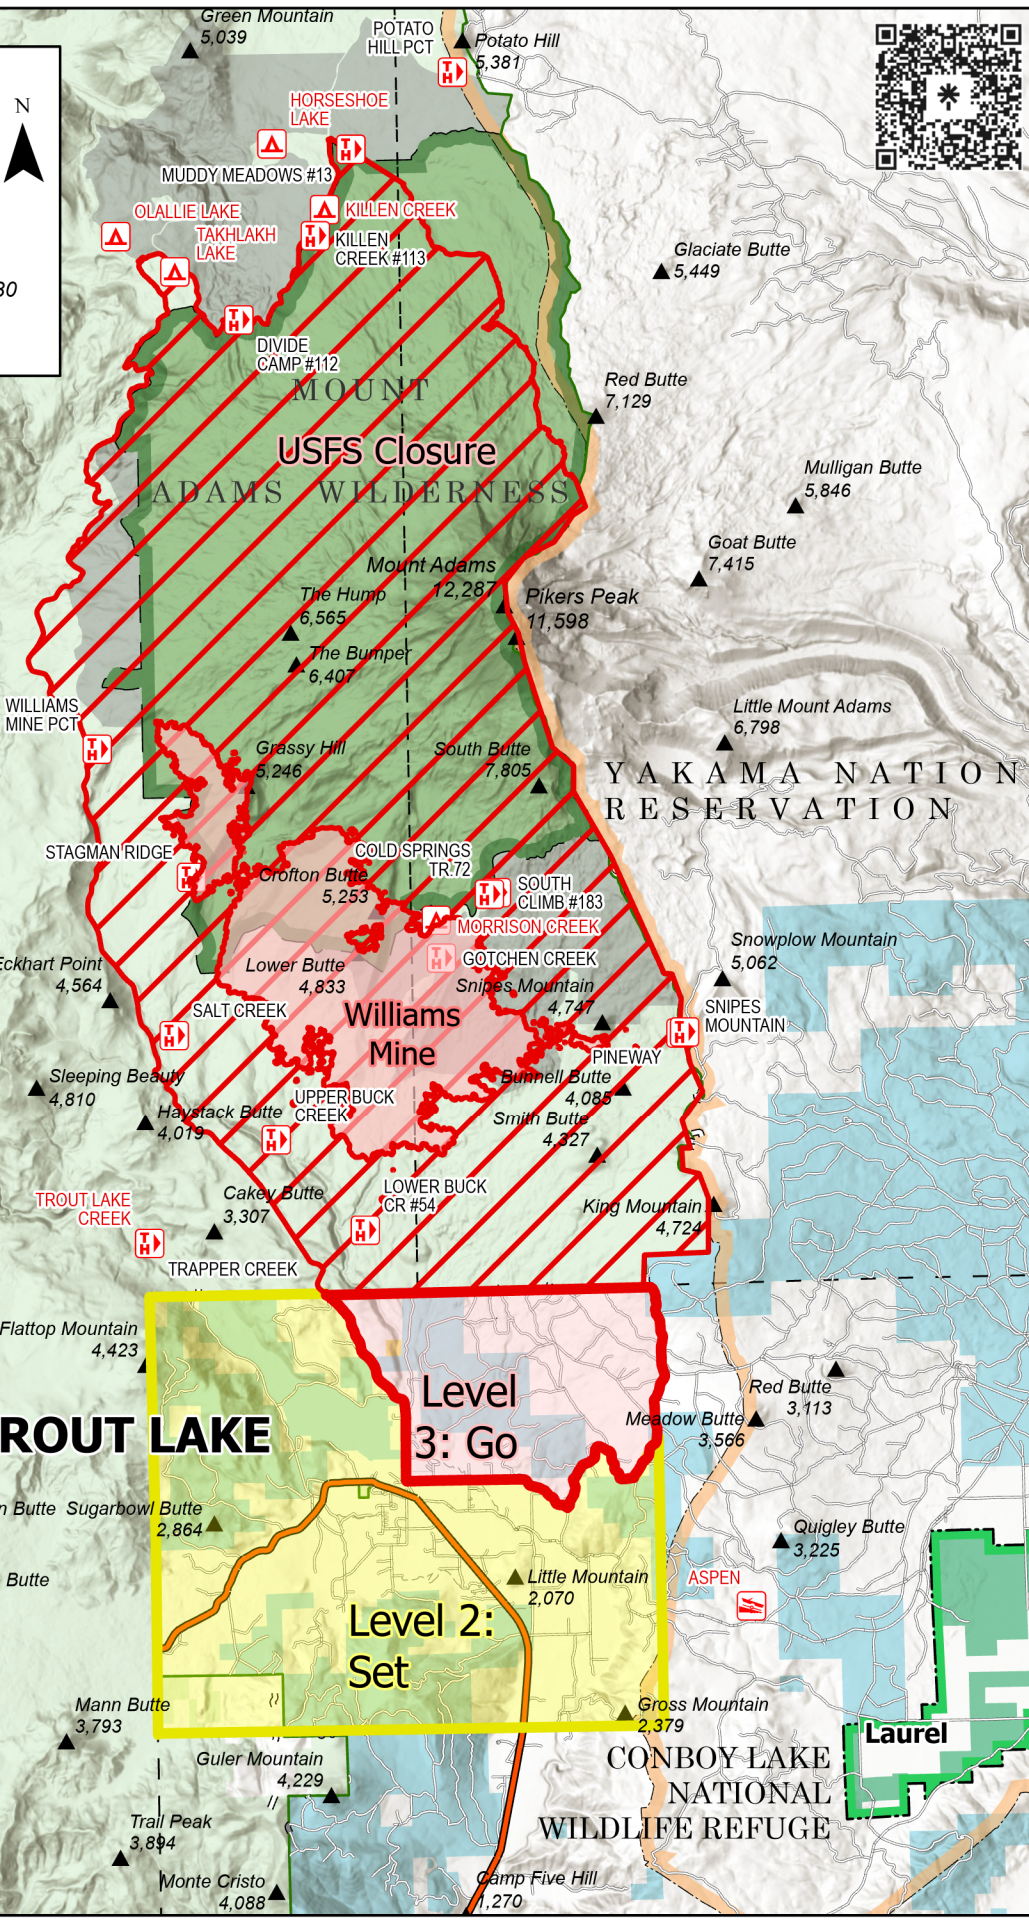 Green Mountain
5,039
POTATO
HILL PCT
Potato Hill
5,381
N
HORSESHOE
LAKE
MUDDY MEADOWS #13
OLALLIE LAKE
TAKHLAKH
LAKE
KILLEN CREEK
KILLEN
CREEK #113
Glaciate Butte
5,449
DIVIDE
CAMP #112
MOUNT
Red Butte
7,129
USFS Closure
ADAMS WILDERNESS
Mulligan Butte
5,846
Goat Butte
7,415
Mount Adams
12,287
The Hump
6,565
Pikers Peak
11,598
The Bumper
6,407
WILLIAMS
MINE PCT
Little Mount Adams
6,798
Grassy Hill
5,246
South Butte
7,805
YAKAMA NATION
RESERVATION
STAGMAN RIDGE
COLD SPRINGS
TR.72
Crofton Butte
5,253
SOUTH
CLIMB #183
MORRISON CREEK
GOTCHEN CREEK
Snowplow Mountain
5,062
Eckhart Point
4,564
Lower Butte
4,833
Snipes Mountain
4,747
SALT CREEK
Williams
Mine
SNIPES
MOUNTAIN
PINEWAY
Sleeping Beauty
4,810
Bunnell Butte
4,085
Haystack Butte
4,019
UPPER BUCK
CREEK
Smith Butte
4,327
TROUT LAKE
CREEK
Cakey Butte
3,307
LOWER BUCK
CR #54
King Mountain
4,724
TRAPPER CREEK
Flattop Mountain
4,423
Level
3: Go
Red Butte
3,113
Meadow Butte
3,566
ROUT LAKE
n Butte
Sugarbowl Butte
2,864
Quigley Butte
3,225
Butte
Little Mountain
2,070
ASPEN
Level 2:
Set
Mann Butte
3,793
Gross Mountain
2,379
Laurel
CONBOY LAKE
NATIONAL
WILDLIFE REFUGE
Guler Mountain
4,229
Trail Peak
3,894
Monte Cristo
4,088
Camp Five Hill
1,270